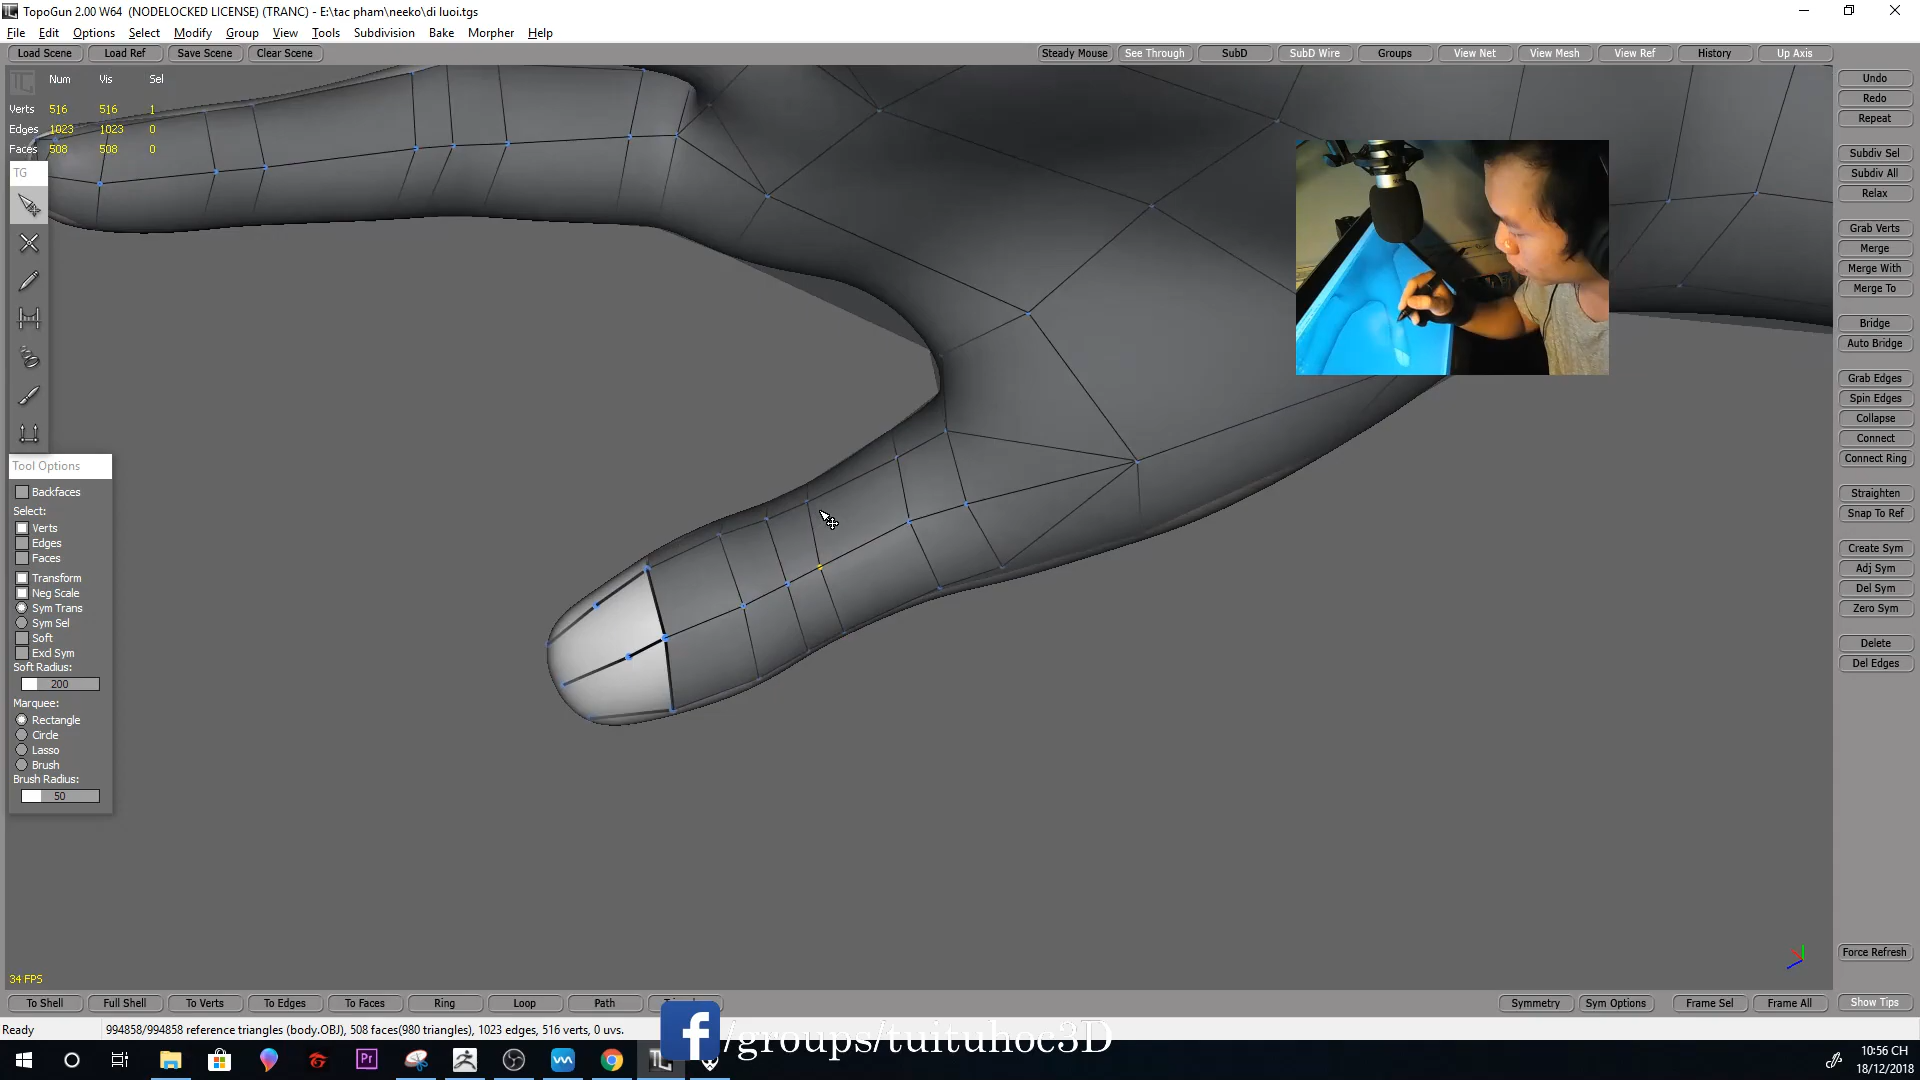 TopoGun 2.00 W64  (NODELOCKED LICENSE) (TRANC) - E:\tac pham\neeko\di luoi.tgs
File Edit Options Select Modify Group View Tools Subdivision Bake Morpher Help
Load Scene Load Ref Save Scene Clear Scene Steady Mouse See Through SubD SubD Wire Groups View Net View Mesh View Ref History Up Axis
Num Vis Sel
Verts 516 516 1
Edges 1023 1023 0
Faces 508 508 0
TG
Tool Options
Backfaces
Select:
Verts
Edges
Faces
Transform
Neg Scale
Sym Trans
Sym Sel
Soft
Excl Sym
Soft Radius:
200
Marquee:
Rectangle
Circle
Lasso
Brush
Brush Radius:
50
Undo
Redo
Repeat
Subdiv Sel
Subdiv All
Relax
Grab Verts
Merge
Merge With
Merge To
Bridge
Auto Bridge
Grab Edges
Spin Edges
Collapse
Connect
Connect Ring
Straighten
Snap To Ref
Create Sym
Adj Sym
Del Sym
Zero Sym
Delete
Del Edges
Force Refresh
34 FPS
To Shell Full Shell To Verts To Edges To Faces Ring Loop Path Symmetry Sym Options Frame Sel Frame All Show Tips
Ready 994858/994858 reference triangles (body.OBJ), 508 faces(980 triangles), 1023 edges, 516 verts, 0 uvs.
/groups/tuituhoc3D
Pr
10:56 CH
18/12/2018